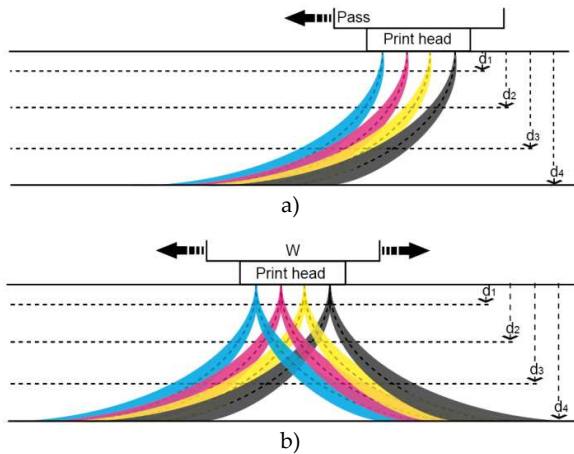 Pass
Print head
d1
d2
d3
d4
a)
W
Print head
d1
d2
d3
d4
b)